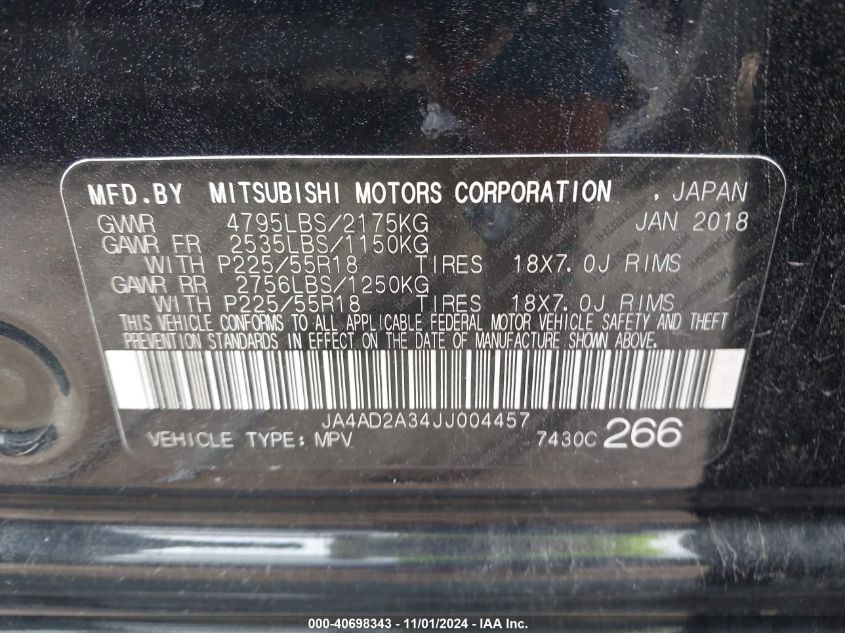 MFD.BY MITSUBISHI MOTORS CORPORATION , JAPAN
GVWR 4795LBS/2175KG JAN 2018
GAWR FR 2535LBS/1150KG
WITH P225/55R18 TIRES 18X7.0J RIMS
GAWR RR 2756LBS/1250KG
WITH P225/55R18 TIRES 18X7.0J RIMS
THIS VEHICLE CONFORMS TO ALL APPLICABLE FEDERAL MOTOR VEHICLE SAFETY AND THEFT
PREVENTION STANDARDS IN EFFECT ON THE DATE OF MANUFACTURE SHOWN ABOVE.
JA4AD2A34JJ004457
VEHICLE TYPE: MPV 7430C 266
000-40698343 - 11/01/2024 - IAA Inc.